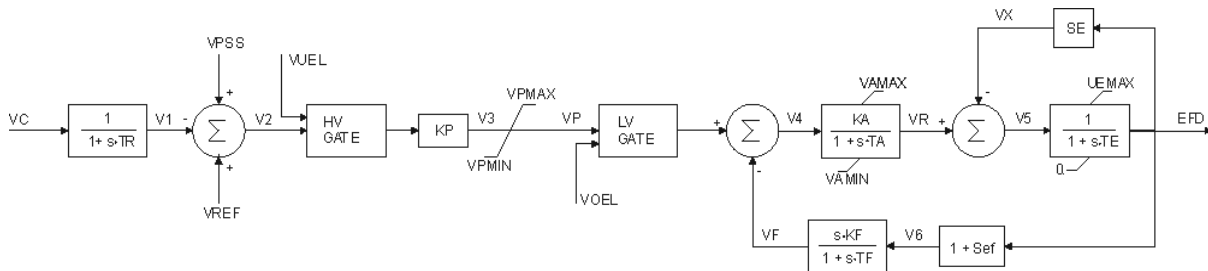 VX
SE
VPSS
VUEL
-
+
VPMAX
VAMAX
UEMAX
VC
1
1+ s·TR
V1
-
Σ
V2
HV
GATE
KP
V3
VP
LV
GATE
+
Σ
V4
KA
1 + s·TA
VR
+
Σ
V5
1
1 + s·TE
EFD
VPMIN
VAMIN
0.
+
-
VREF
VOEL
VF
s·KF
1 + s·TF
V6
1 + Sef